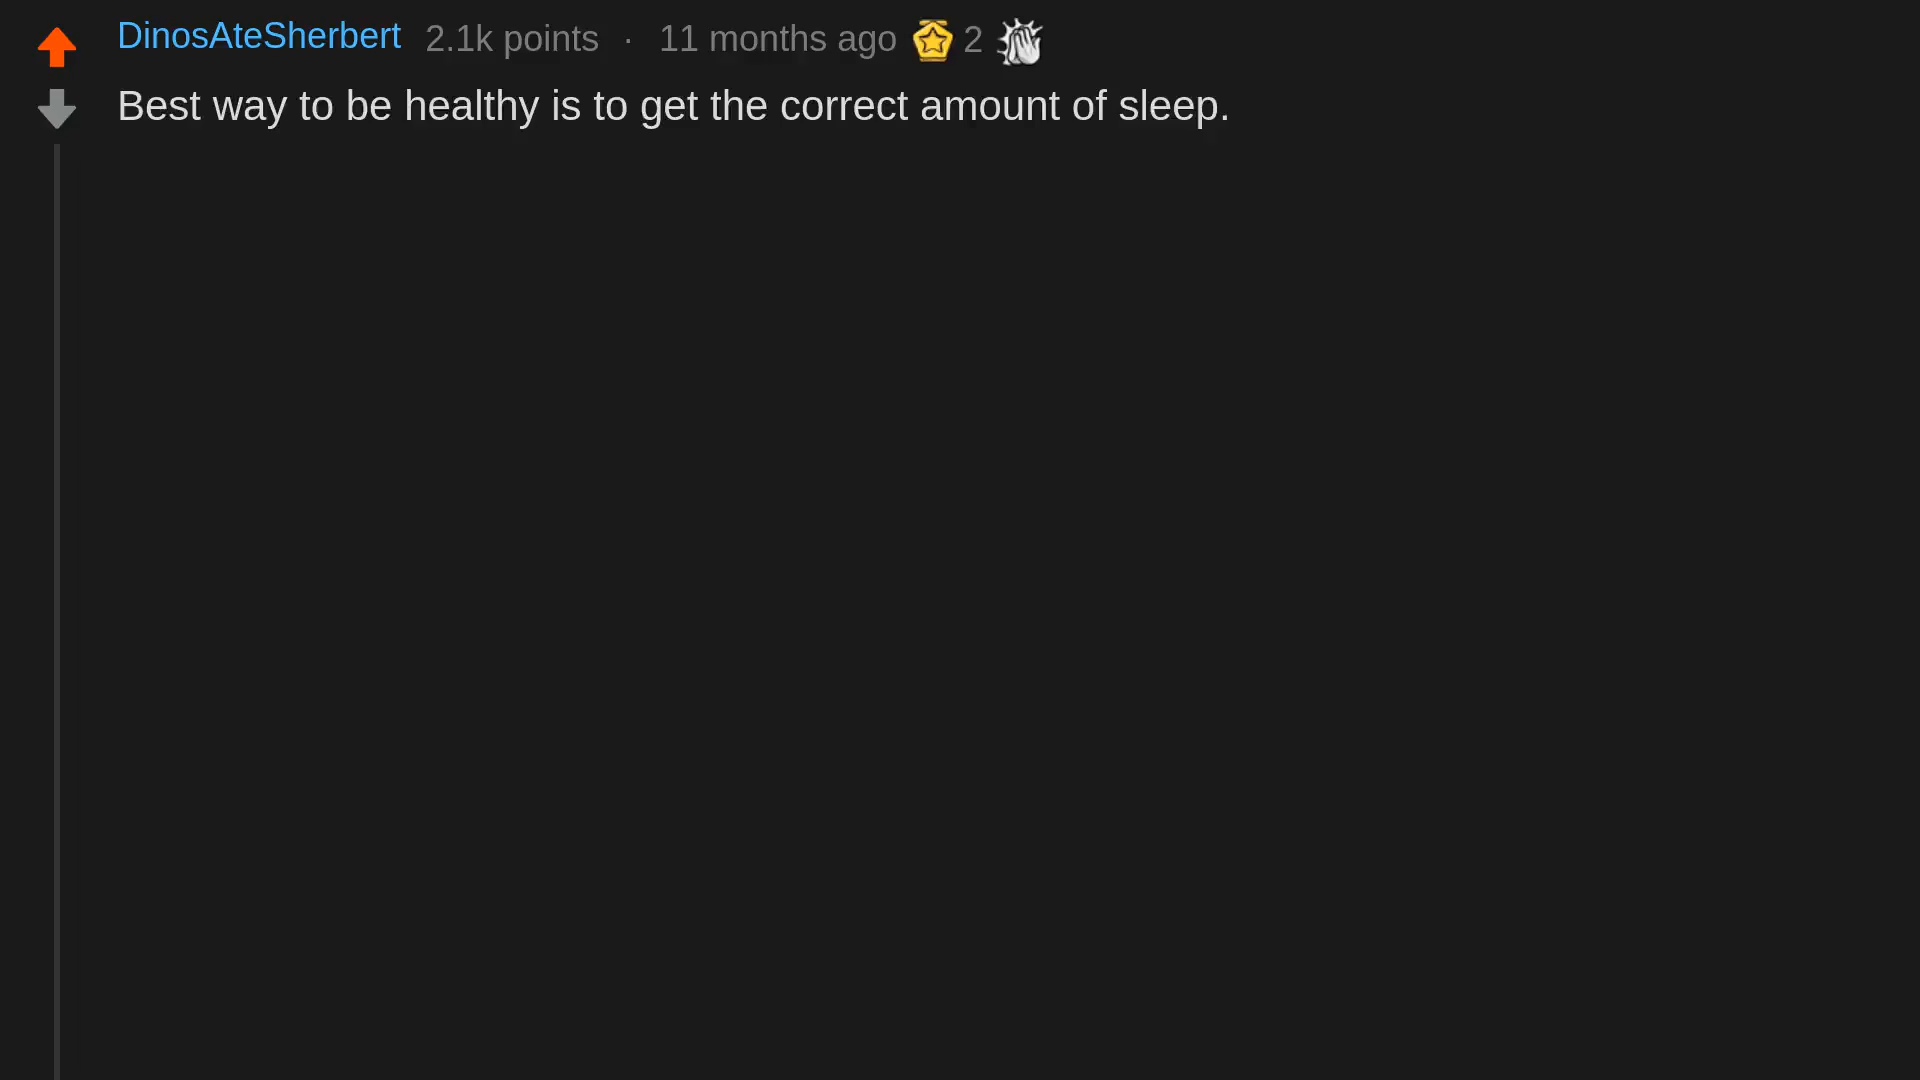 DinosAteSherbert 2.1k points · 11 months ago 2
Best way to be healthy is to get the correct amount of sleep.